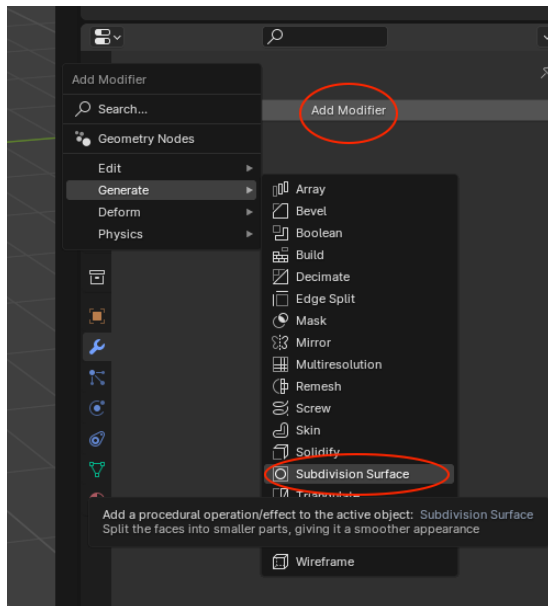 Add Modifier
Search...
Add Modifier
Geometry Nodes
Edit
Generate
Deform
Physics
Array
Bevel
Boolean
Build
Decimate
Edge Split
Mask
Mirror
Multiresolution
Remesh
Screw
Skin
Solidify
Subdivision Surface
Triangulate
Add a procedural operation/effect to the active object: Subdivision Surface
Split the faces into smaller parts, giving it a smoother appearance
Wireframe